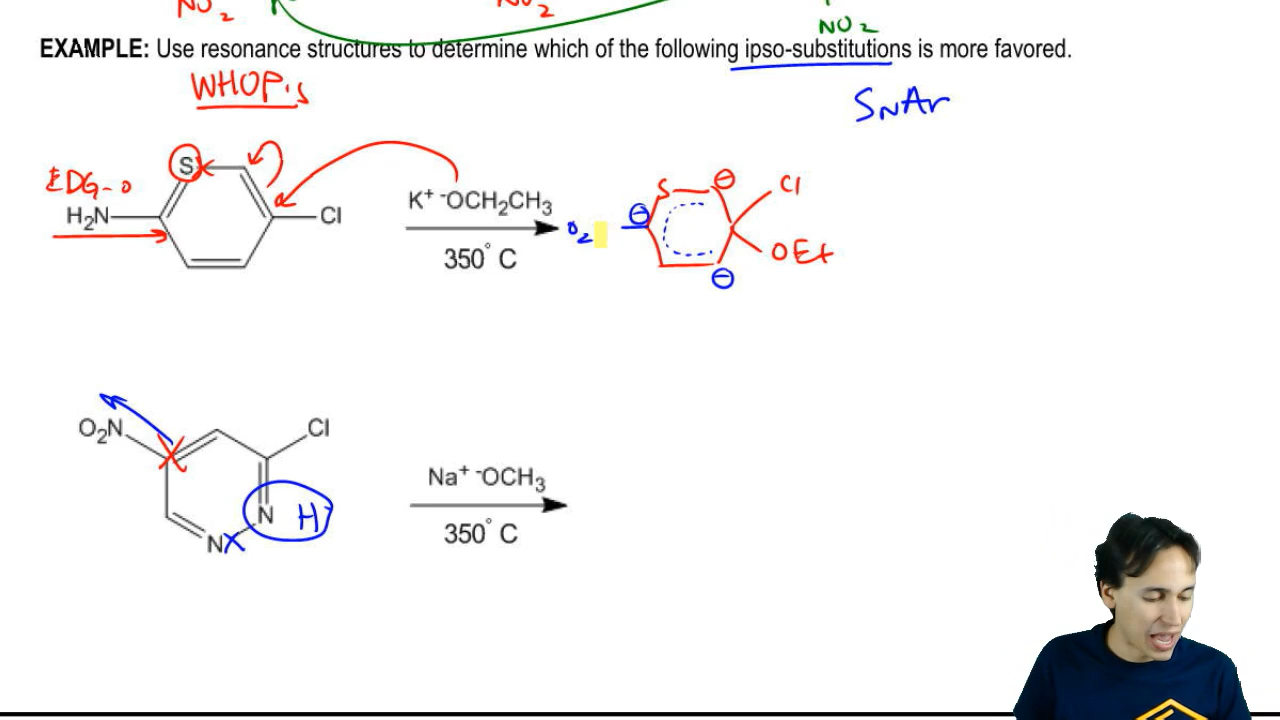 NO2 NO2
NO2
EXAMPLE: Use resonance structures to determine which of the following ipso-substitutions is more favored.
WHOP.s
SNAr
S
EDG-o
H2N
Cl
K+ -OCH2CH3
350° C
S ⊖ Cl
⊖
O2
OEt
⊖
O2N
Cl
N H
N x
Na+ -OCH3
350° C